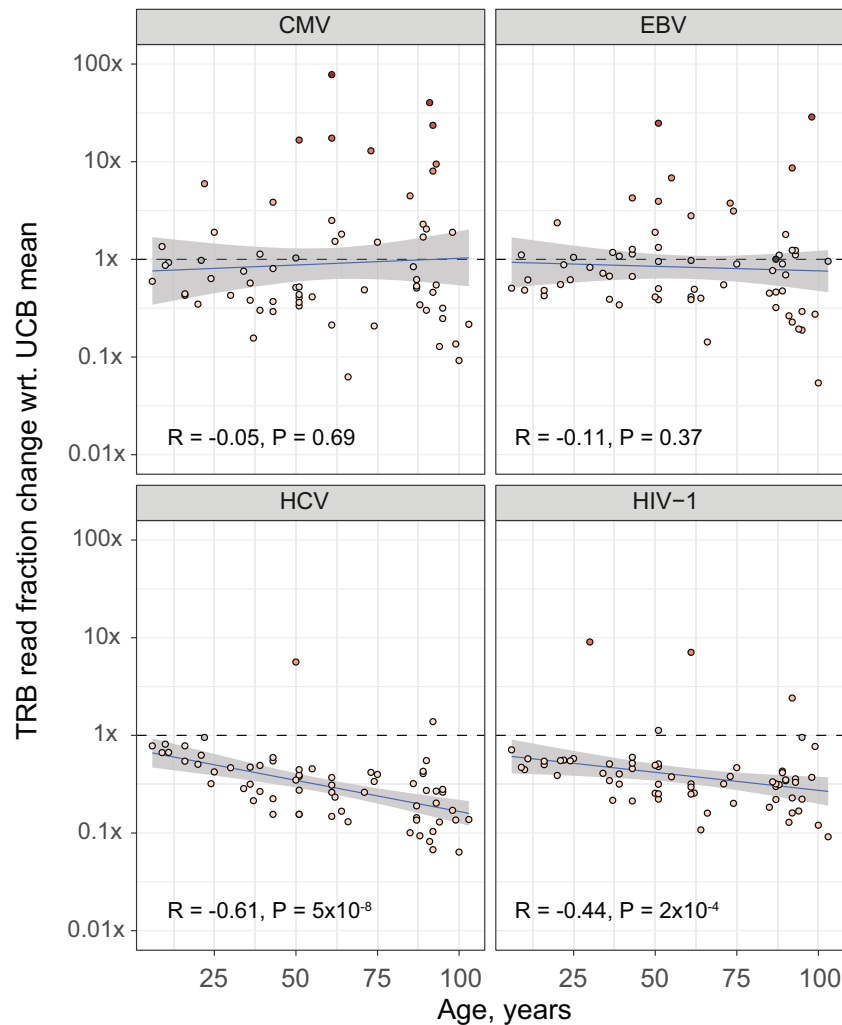 CMV
EBV
100x
10x
1x
0.1x
0.01x
R = -0.05, P = 0.69
R = -0.11, P = 0.37
HCV
HIV−1
100x
10x
1x
0.1x
0.01x
R = -0.61, P = 5x10⁻⁸
R = -0.44, P = 2x10⁻⁴
25 50 75 100 25 50 75 100
Age, years
TRB read fraction change wrt. UCB mean